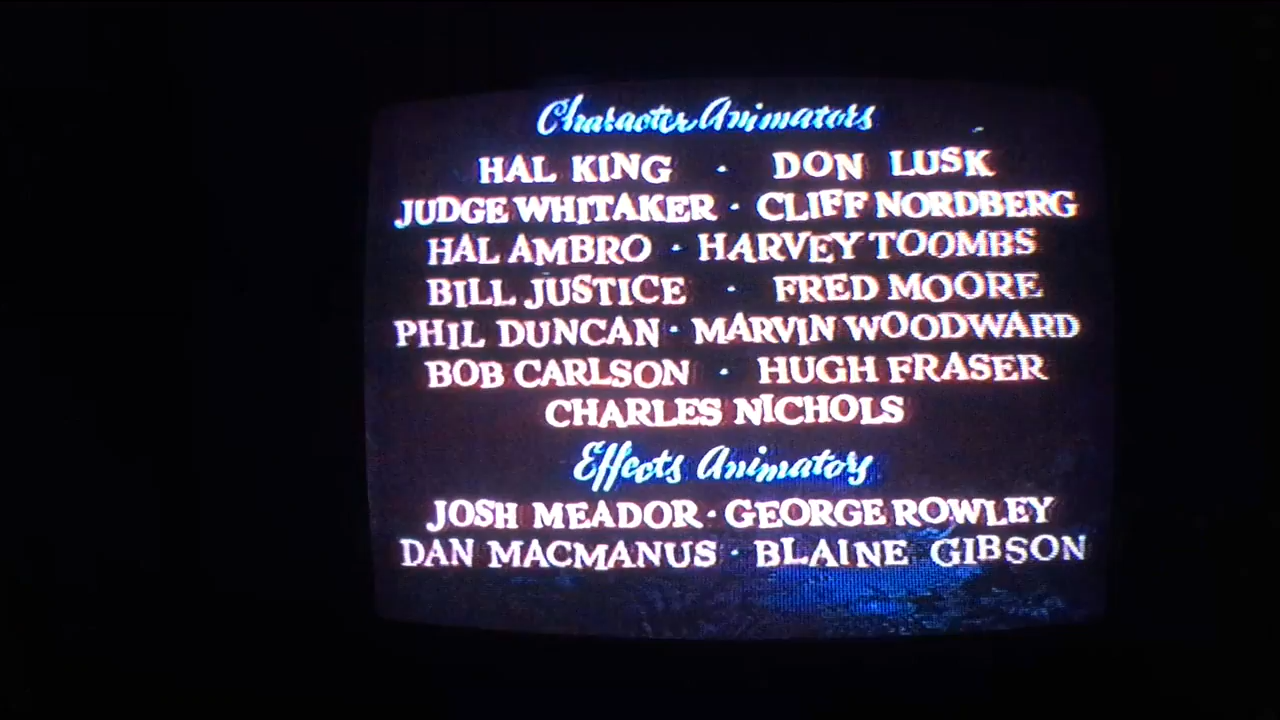 Character Animators
HAL KING · DON LUSK
JUDGE WHITAKER · CLIFF NORDBERG
HAL AMBRO · HARVEY TOOMBS
BILL JUSTICE · FRED MOORE
PHIL DUNCAN · MARVIN WOODWARD
BOB CARLSON · HUGH FRASER
CHARLES NICHOLS
Effects Animators
JOSH MEADOR · GEORGE ROWLEY
DAN MACMANUS · BLAINE GIBSON